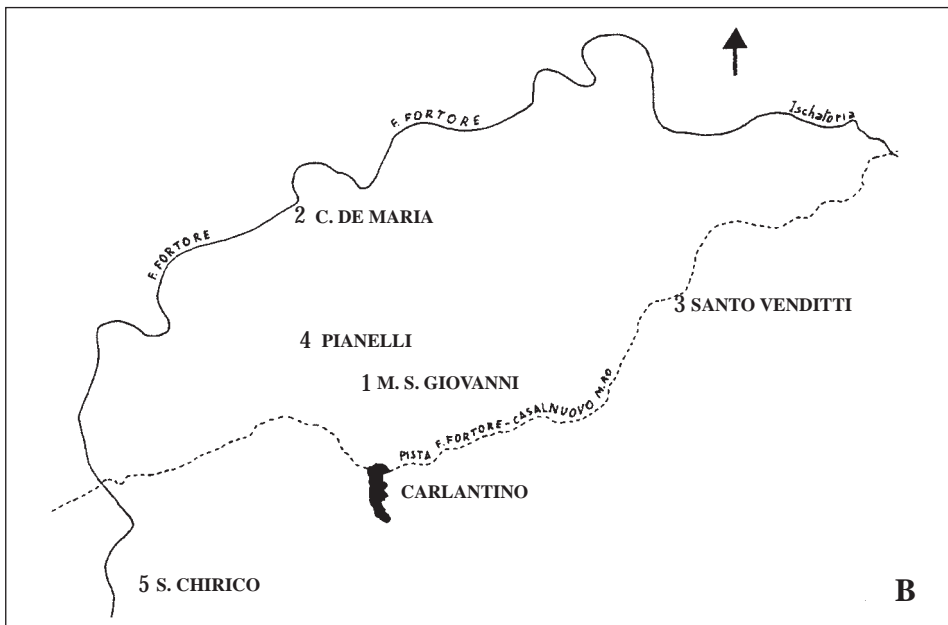 Ischatoria
F. FORTORE
2 C. DE MARIA
F. FORTORE
3 SANTO VENDITTI
4 PIANELLI
1 M. S. GIOVANNI
PISTA F. FORTORE - CASALNUOVO M.RO
CARLANTINO
5 S. CHIRICO
B